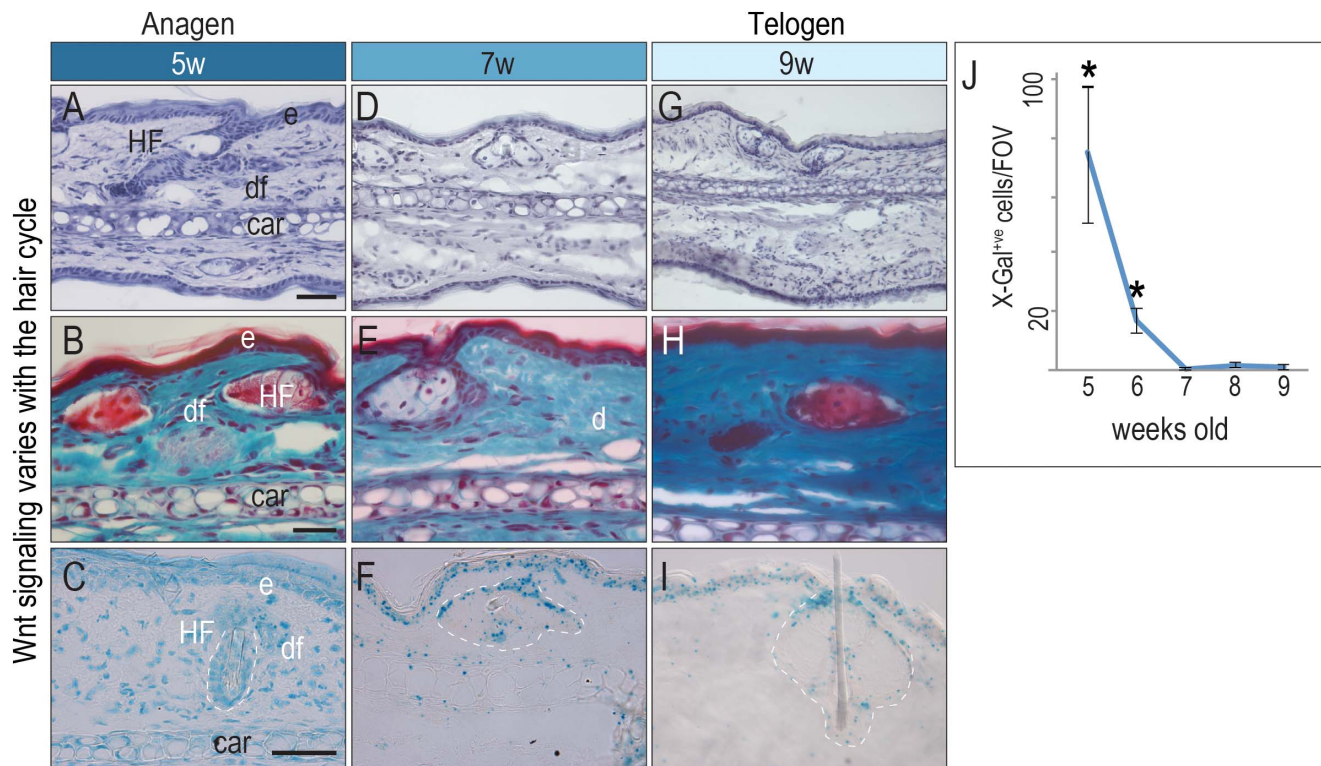 Anagen
Telogen
5w
7w
9w
Wnt signaling varies with the hair cycle
A
HF
e
df
car
D
G
B
e
HF
df
car
E
d
H
C
e
HF
df
car
F
I
J
X-Gal+ve cells/FOV
100
20
*
*
5 6 7 8 9
weeks old